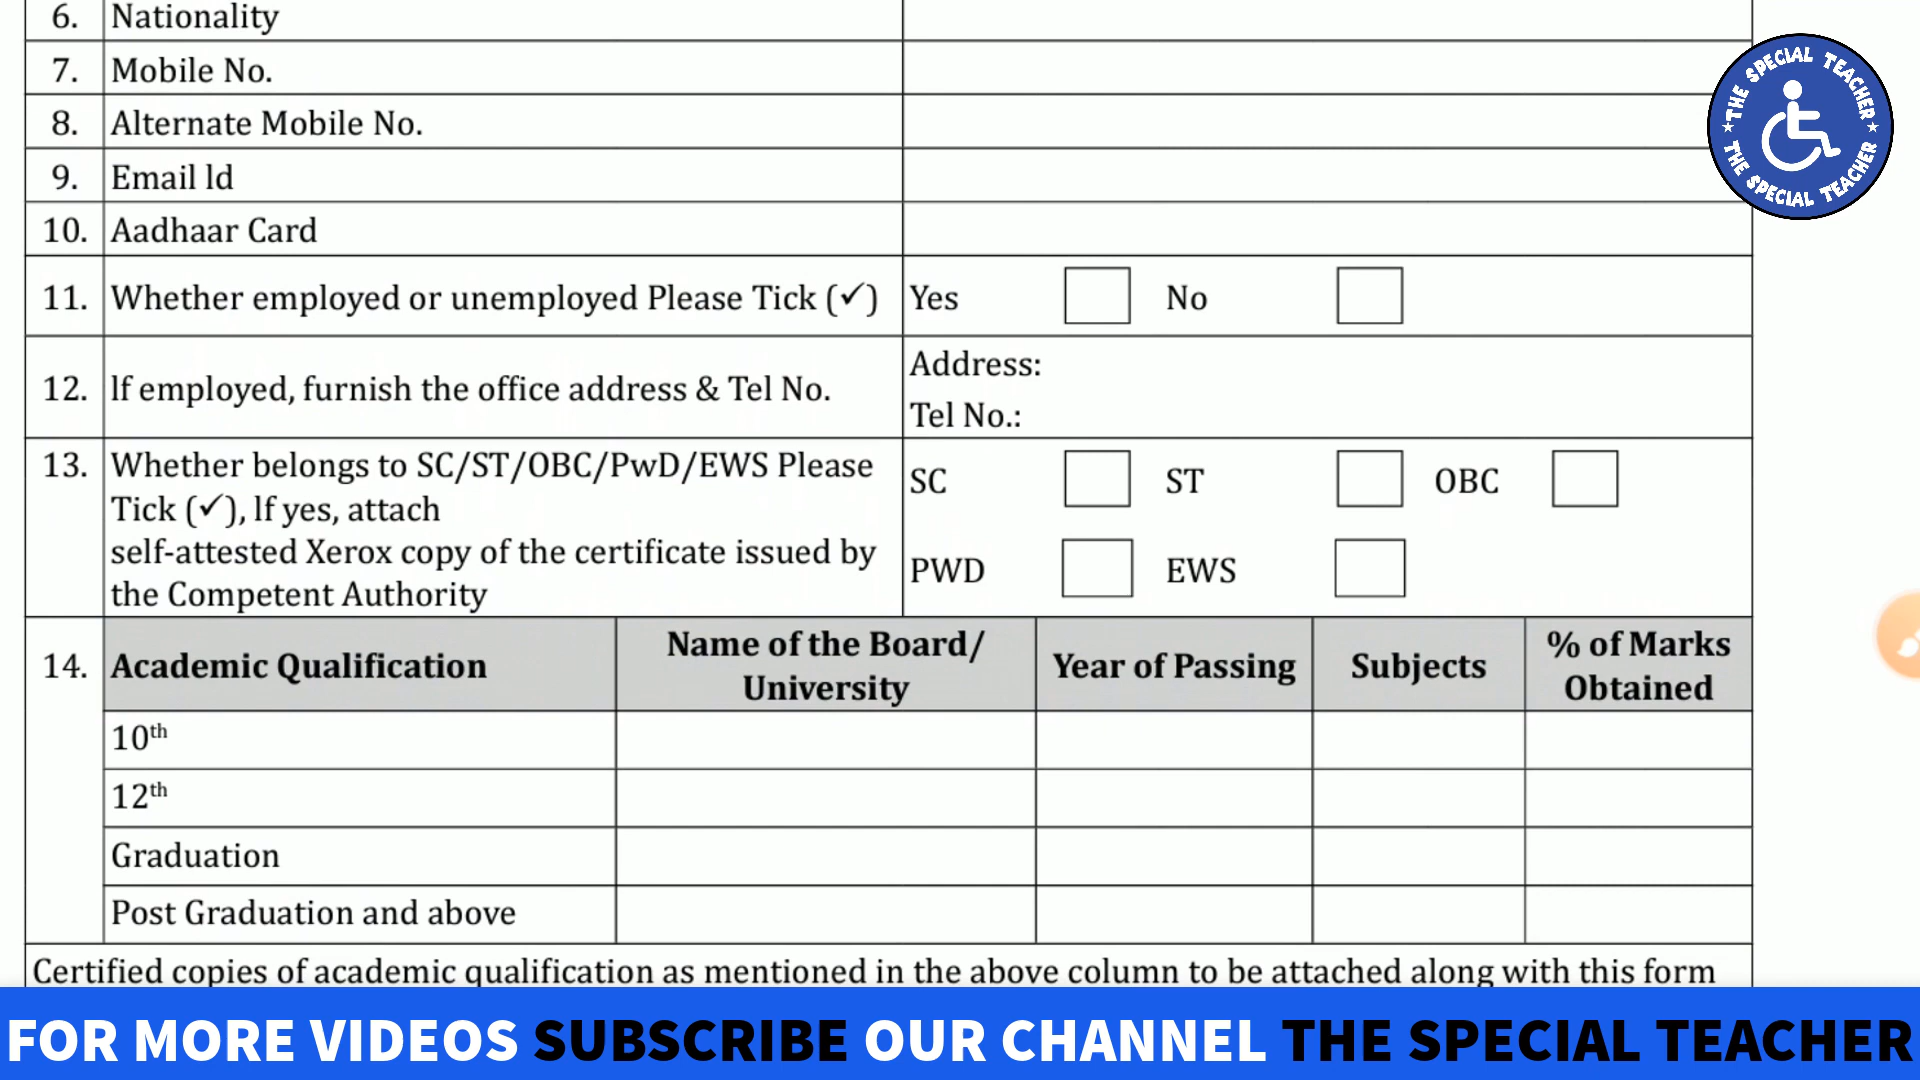 6. Nationality
7. Mobile No.
8. Alternate Mobile No.
9. Email ld
10. Aadhaar Card
11. Whether employed or unemployed Please Tick (✓) Yes No
12. lf employed, furnish the office address & Tel No. Address:
Tel No.:
13. Whether belongs to SC/ST/OBC/PwD/EWS Please
Tick (✓), lf yes, attach
self-attested Xerox copy of the certificate issued by
the Competent Authority
SC ST OBC
PWD EWS
14. Academic Qualification Name of the Board/
University Year of Passing Subjects % of Marks
Obtained
10th
12th
Graduation
Post Graduation and above
Certified copies of academic qualification as mentioned in the above column to be attached along with this form
THE SPECIAL TEACHER
THE SPECIAL TEACHER
FOR MORE VIDEOS SUBSCRIBE OUR CHANNEL THE SPECIAL TEACHER